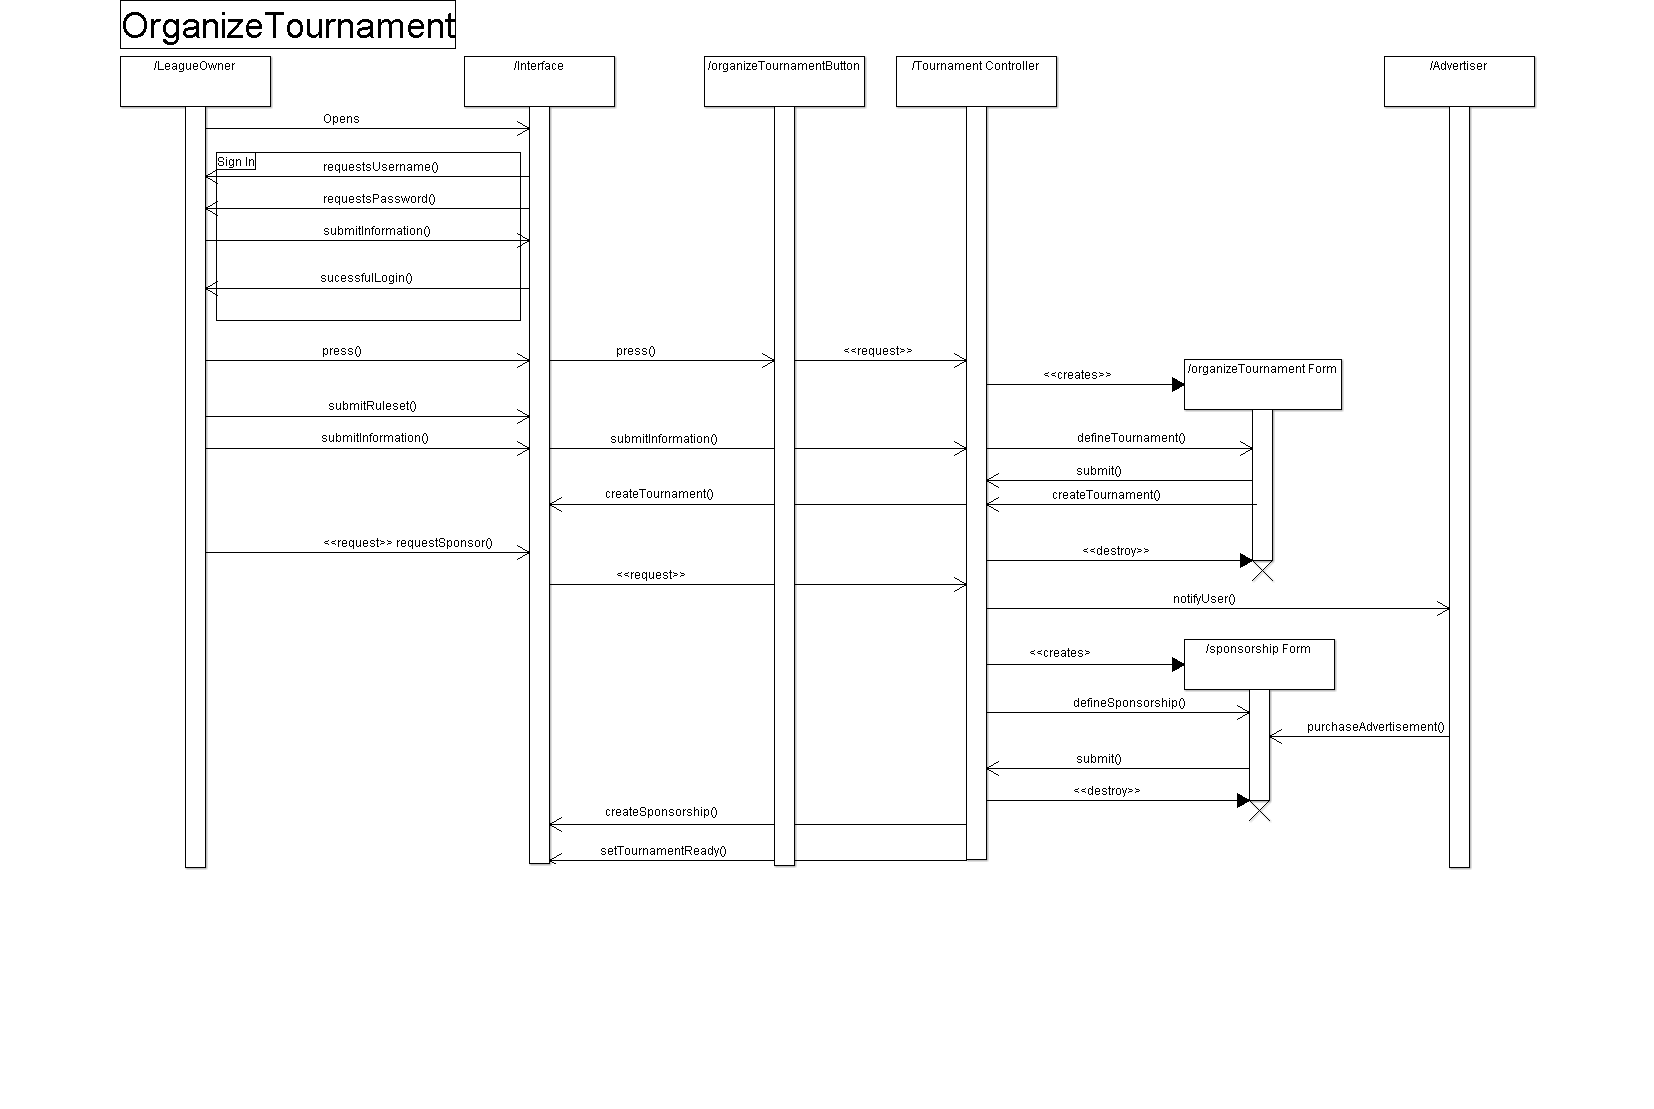 OrganizeTournament
/LeagueOwner
/Interface
/organizeTournamentButton
/Tournament Controller
/Advertiser
Opens
Sign In
requestsUsername()
requestsPassword()
submitInformation()
sucessfulLogin()
press()
press()
<<request>>
/organizeTournament Form
<<creates>>
submitRuleset()
submitInformation()
submitInformation()
defineTournament()
submit()
createTournament()
createTournament()
<<request>> requestSponsor()
<<destroy>>
<<request>>
notifyUser()
/sponsorship Form
<<creates>
defineSponsorship()
purchaseAdvertisement()
submit()
<<destroy>>
createSponsorship()
setTournamentReady()